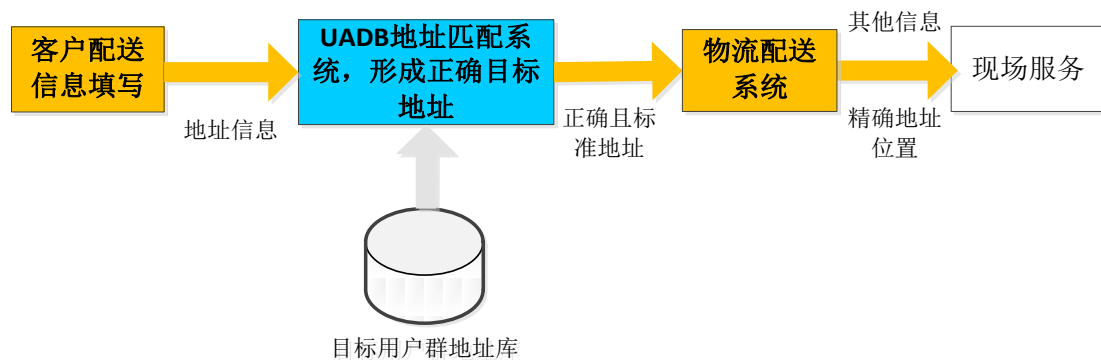 客户配送
信息填写
地址信息
UADB地址匹配系
统，形成正确目标
地址
正确且标
准地址
物流配送
系统
其他信息
精确地址
位置
现场服务
目标用户群地址库